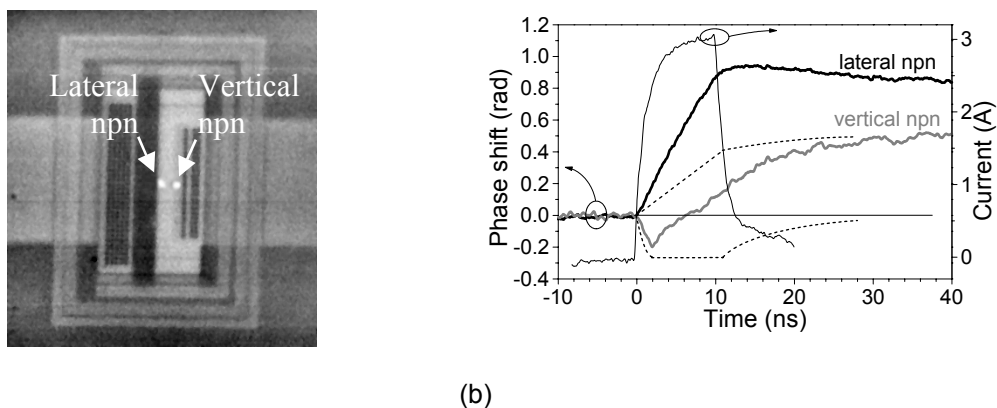 Lateral Vertical
npn npn
1.2
1.0
0.8
0.6
0.4
0.2
0.0
-0.2
-0.4
Phase shift (rad)
-10 0 10 20 30 40
Time (ns)
3
2
1
0
Current (A)
lateral npn
vertical npn
(b)